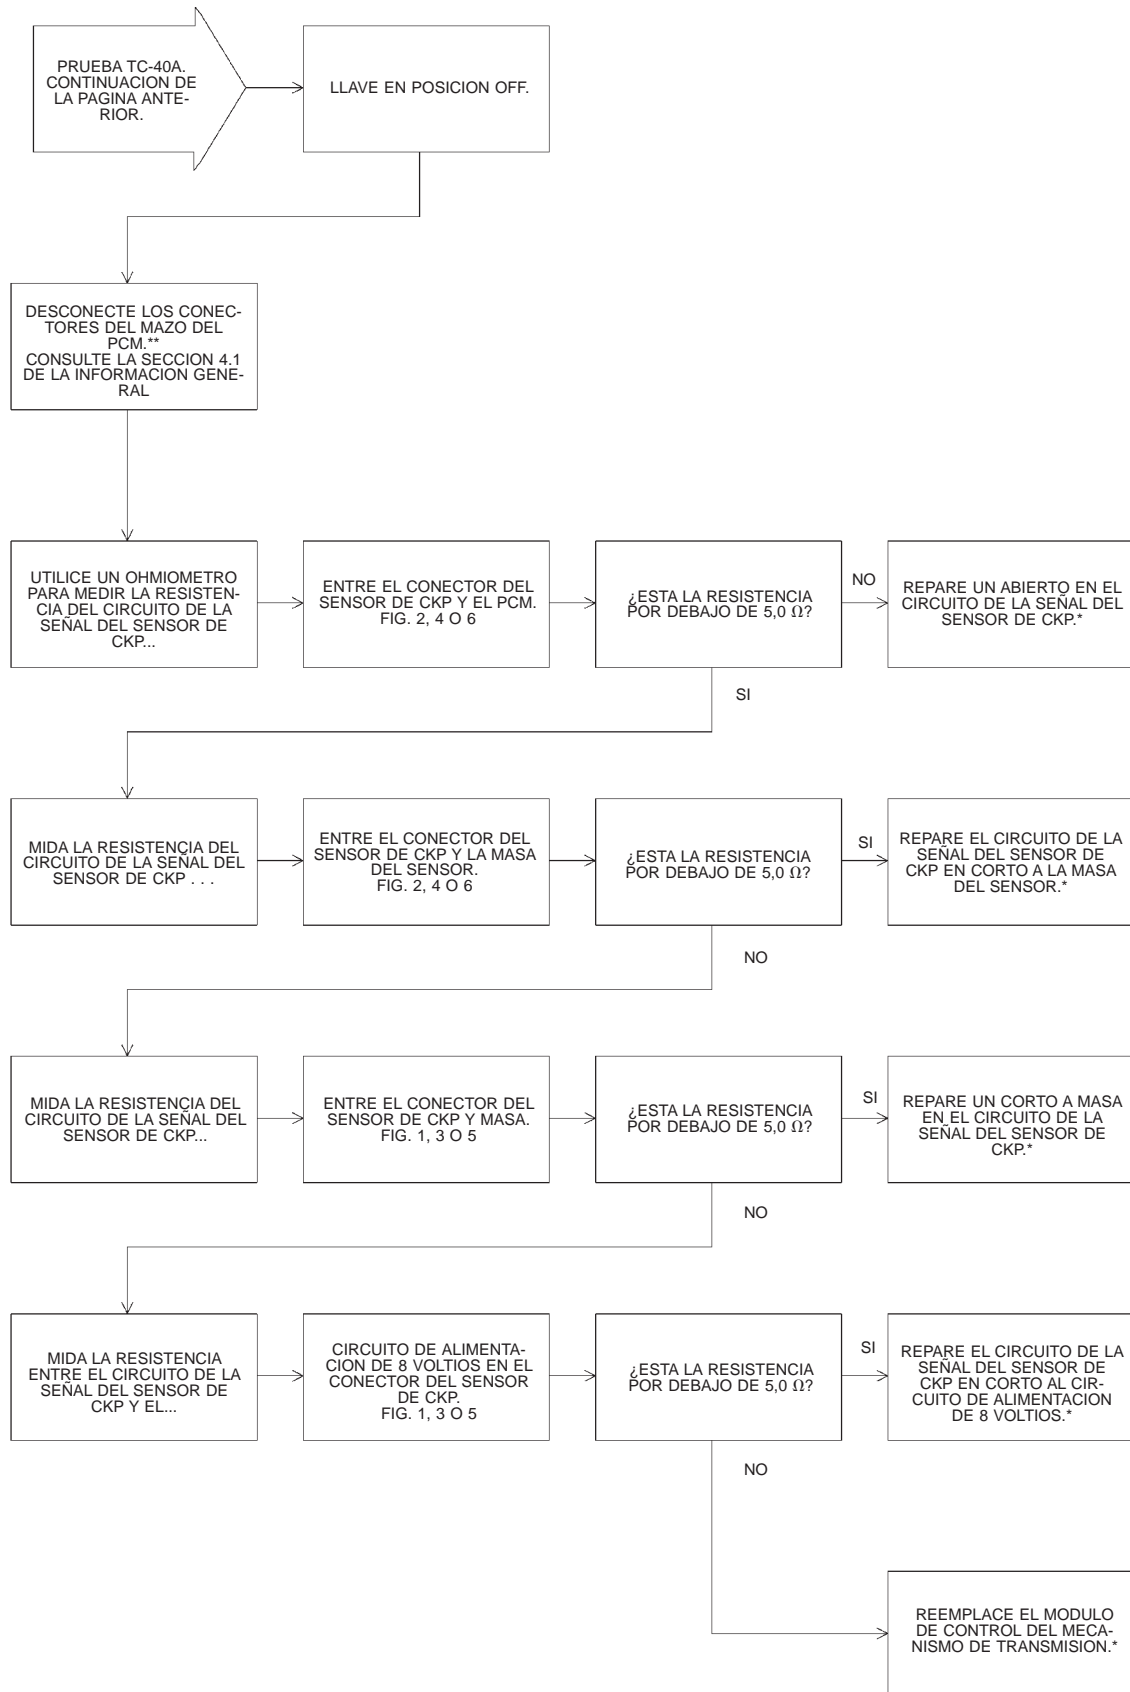 PRUEBA TC-40A.
CONTINUACION DE
LA PAGINA ANTE-
RIOR.
LLAVE EN POSICION OFF.
DESCONECTE LOS CONEC-
TORES DEL MAZO DEL
PCM.**
CONSULTE LA SECCION 4.1
DE LA INFORMACION GENE-
RAL
UTILICE UN OHMIOMETRO
PARA MEDIR LA RESISTEN-
CIA DEL CIRCUITO DE LA
SEÑAL DEL SENSOR DE
CKP...
ENTRE EL CONECTOR DEL
SENSOR DE CKP Y EL PCM.
FIG. 2, 4 O 6
¿ESTA LA RESISTENCIA
POR DEBAJO DE 5,0 Ω?
NO
REPARE UN ABIERTO EN EL
CIRCUITO DE LA SEÑAL DEL
SENSOR DE CKP.*
SI
MIDA LA RESISTENCIA DEL
CIRCUITO DE LA SEÑAL DEL
SENSOR DE CKP . . .
ENTRE EL CONECTOR DEL
SENSOR DE CKP Y LA MASA
DEL SENSOR.
FIG. 2, 4 O 6
¿ESTA LA RESISTENCIA
POR DEBAJO DE 5,0 Ω?
SI
REPARE EL CIRCUITO DE LA
SEÑAL DEL SENSOR DE
CKP EN CORTO A LA MASA
DEL SENSOR.*
NO
MIDA LA RESISTENCIA DEL
CIRCUITO DE LA SEÑAL DEL
SENSOR DE CKP...
ENTRE EL CONECTOR DEL
SENSOR DE CKP Y MASA.
FIG. 1, 3 O 5
¿ESTA LA RESISTENCIA
POR DEBAJO DE 5,0 Ω?
SI
REPARE UN CORTO A MASA
EN EL CIRCUITO DE LA
SEÑAL DEL SENSOR DE
CKP.*
NO
MIDA LA RESISTENCIA
ENTRE EL CIRCUITO DE LA
SEÑAL DEL SENSOR DE
CKP Y EL...
CIRCUITO DE ALIMENTA-
CION DE 8 VOLTIOS EN EL
CONECTOR DEL SENSOR
DE CKP.
FIG. 1, 3 O 5
¿ESTA LA RESISTENCIA
POR DEBAJO DE 5,0 Ω?
SI
REPARE EL CIRCUITO DE LA
SEÑAL DEL SENSOR DE
CKP EN CORTO AL CIR-
CUITO DE ALIMENTACION
DE 8 VOLTIOS.*
NO
REEMPLACE EL MODULO
DE CONTROL DEL MECA-
NISMO DE TRANSMISION.*